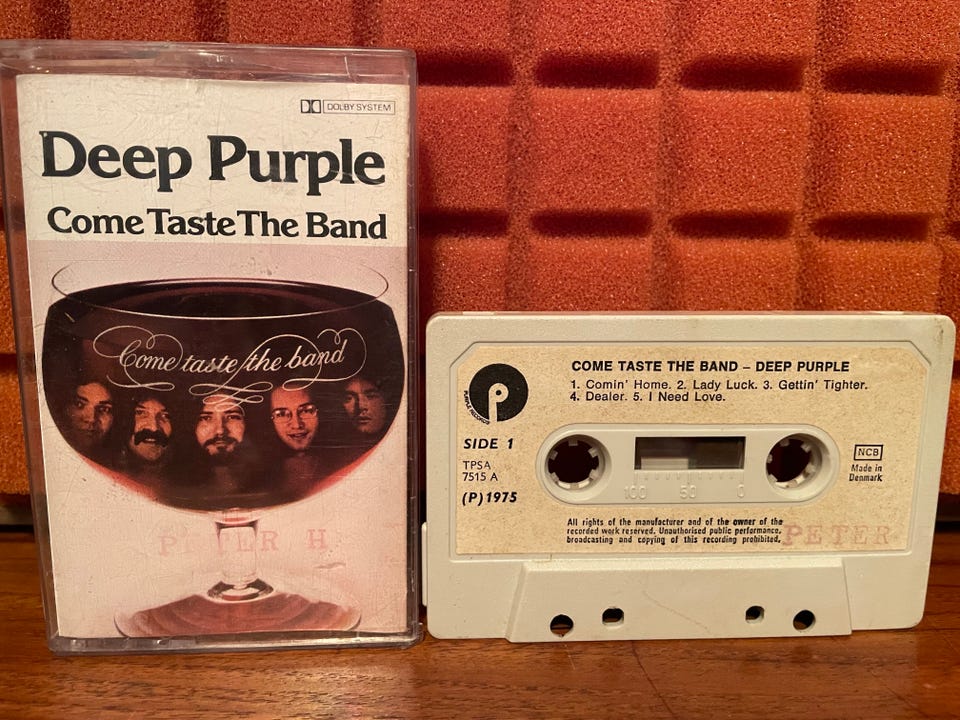 DOLBY SYSTEM
Deep Purple
Come Taste The Band
Come taste the band
PETER H
COME TASTE THE BAND – DEEP PURPLE
1. Comin' Home. 2. Lady Luck. 3. Gettin' Tighter.
4. Dealer. 5. I Need Love.
PURPLE RECORDS
SIDE 1
TPSA
7515 A
(P) 1975
100 50 0
NCB
Made in
Denmark
All rights of the manufacturer and of the owner of the
recorded work reserved. Unauthorised public performance,
broadcasting and copying of this recording prohibited.
PETER